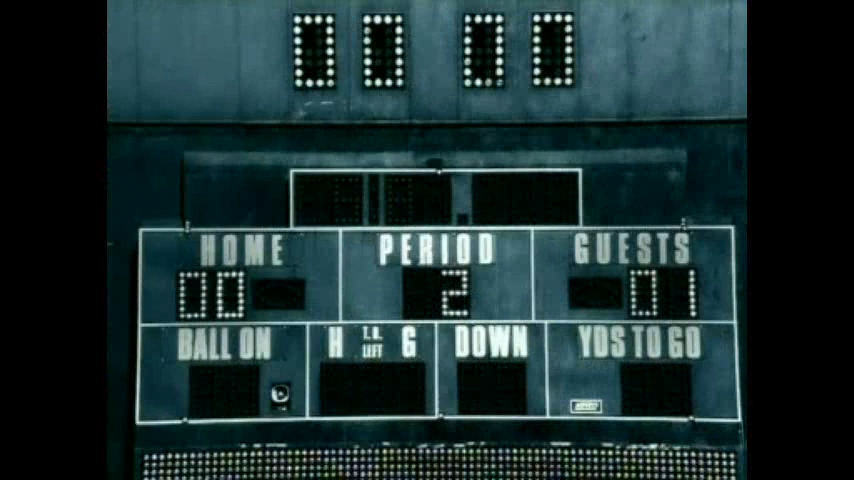 00 00
HOME PERIOD GUESTS
00 2 01
BALL ON H T.O. LEFT G DOWN YDS TO GO